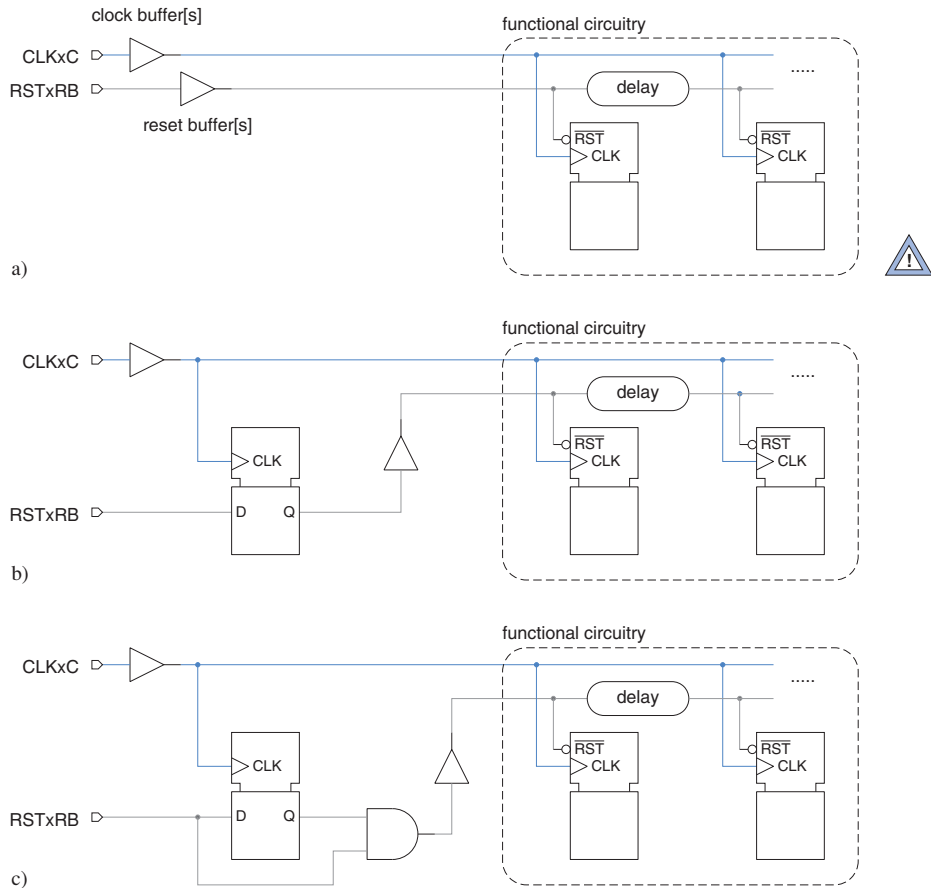 clock buffer[s]
functional circuitry
CLKxC
.....
RSTxRB
delay
reset buffer[s]
RST
RST
CLK
CLK
!
a)
functional circuitry
CLKxC
.....
delay
RST
RST
CLK
CLK
CLK
RSTxRB
D Q
b)
functional circuitry
CLKxC
.....
delay
RST
RST
CLK
CLK
CLK
RSTxRB
D Q
c)